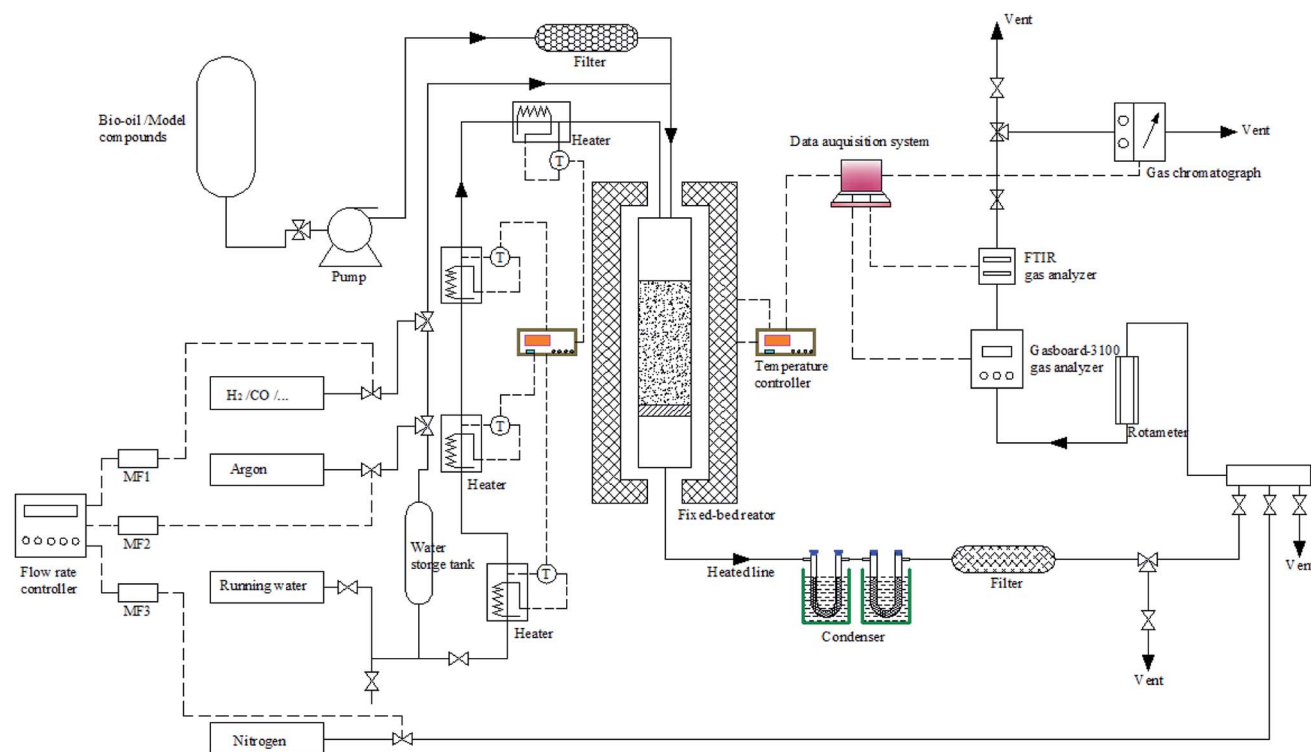 Vent
Filter
Bio-oil /Model
compounds
Heater
T
Data auquisition system
Vent
Gas chromatograph
Pump
T
FTIR
gas analyzer
Temperature
controller
Gasboard-3100
gas analyzer
H2 /CO /...
MF1
T
Rotameter
Argon
Heater
Fixed-bed reator
MF2
Water
storge tank
Heated line
Filter
Vent
Flow rate
controller
MF3
Running water
T
Heater
Condenser
Vent
Nitrogen